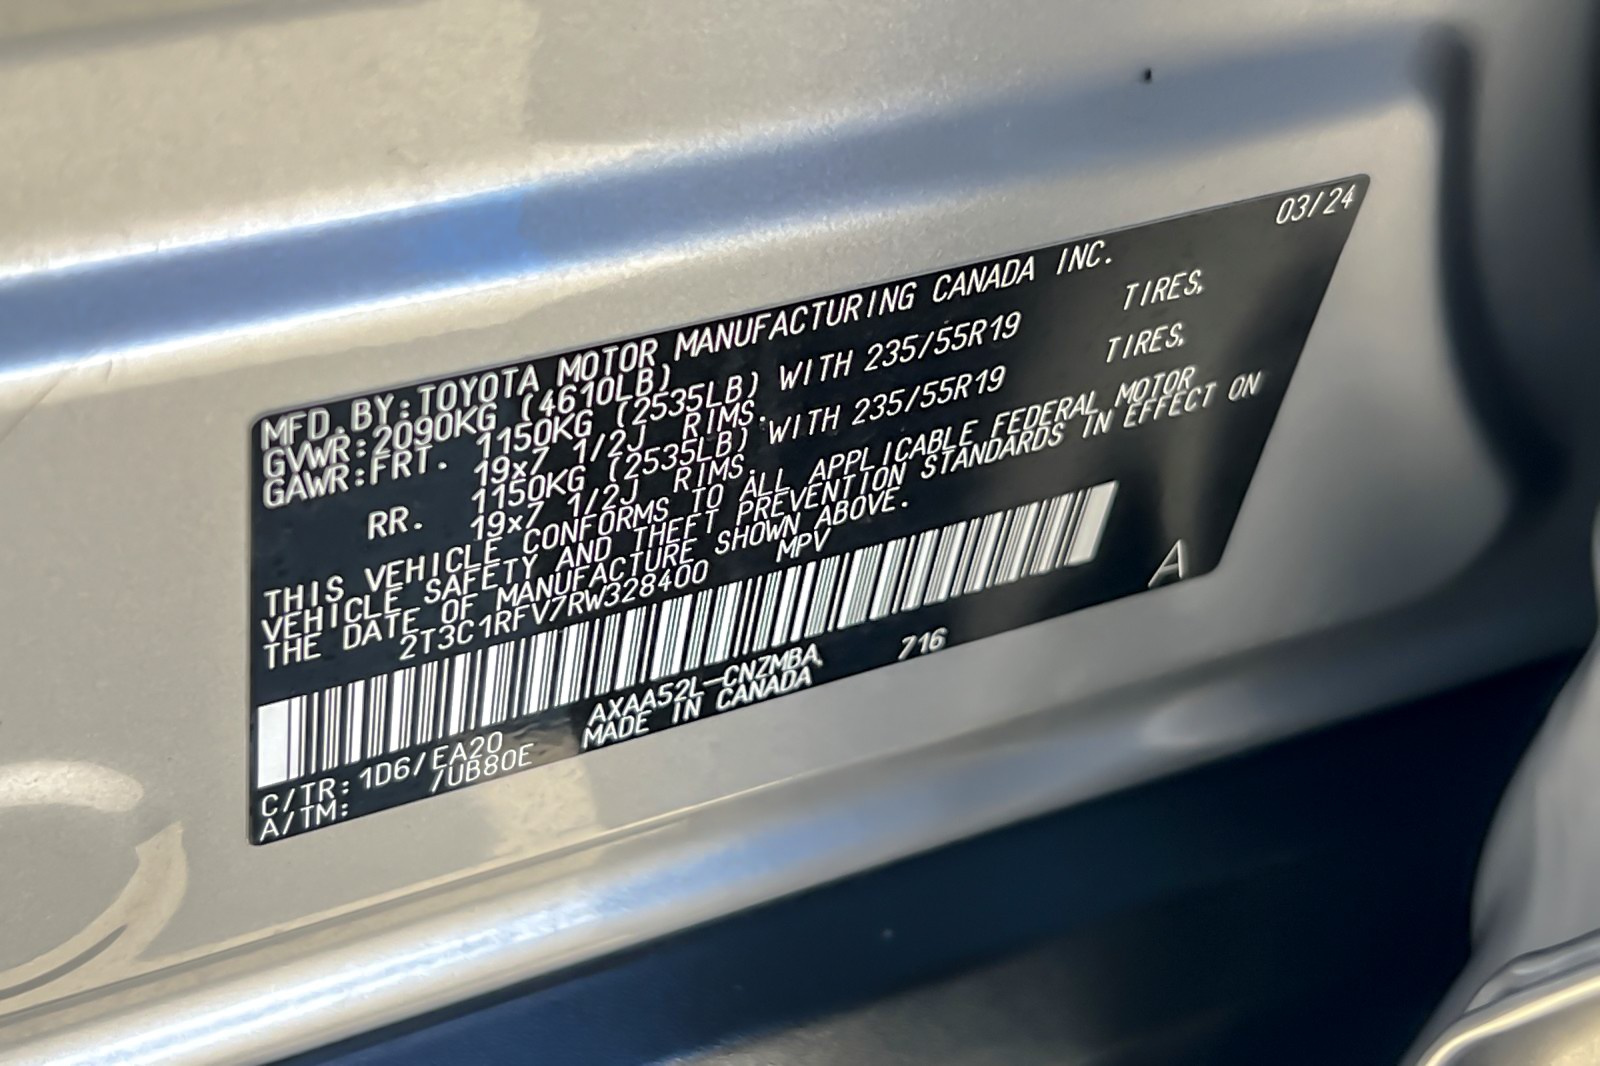 03/24
MFD.BY:TOYOTA MOTOR MANUFACTURING CANADA INC.
GVWR:2090KG (4610LB)
GAWR:FRT. 1150KG (2535LB) WITH 235/55R19 TIRES,
19x7 1/2J RIMS.
RR. 1150KG (2535LB) WITH 235/55R19 TIRES,
19x7 1/2J RIMS.
THIS VEHICLE CONFORMS TO ALL APPLICABLE FEDERAL MOTOR
VEHICLE SAFETY AND THEFT PREVENTION STANDARDS IN EFFECT ON
THE DATE OF MANUFACTURE SHOWN ABOVE.
2T3C1RFV7RW328400 MPV
A
AXAA52L-CNZMBA 716
MADE IN CANADA
C/TR: 1D6/EA20
A/TM: /UB80E